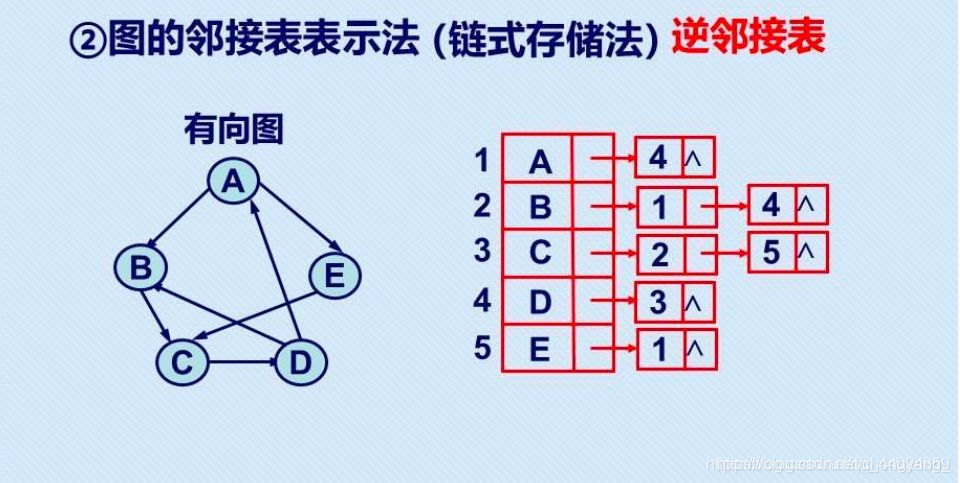 ②图的邻接表表示法(链式存储法) 逆邻接表
有向图
A
B
E
C
D
1 A 4 ^
2 B 1 4 ^
3 C 2 5 ^
4 D 3 ^
5 E 1 ^